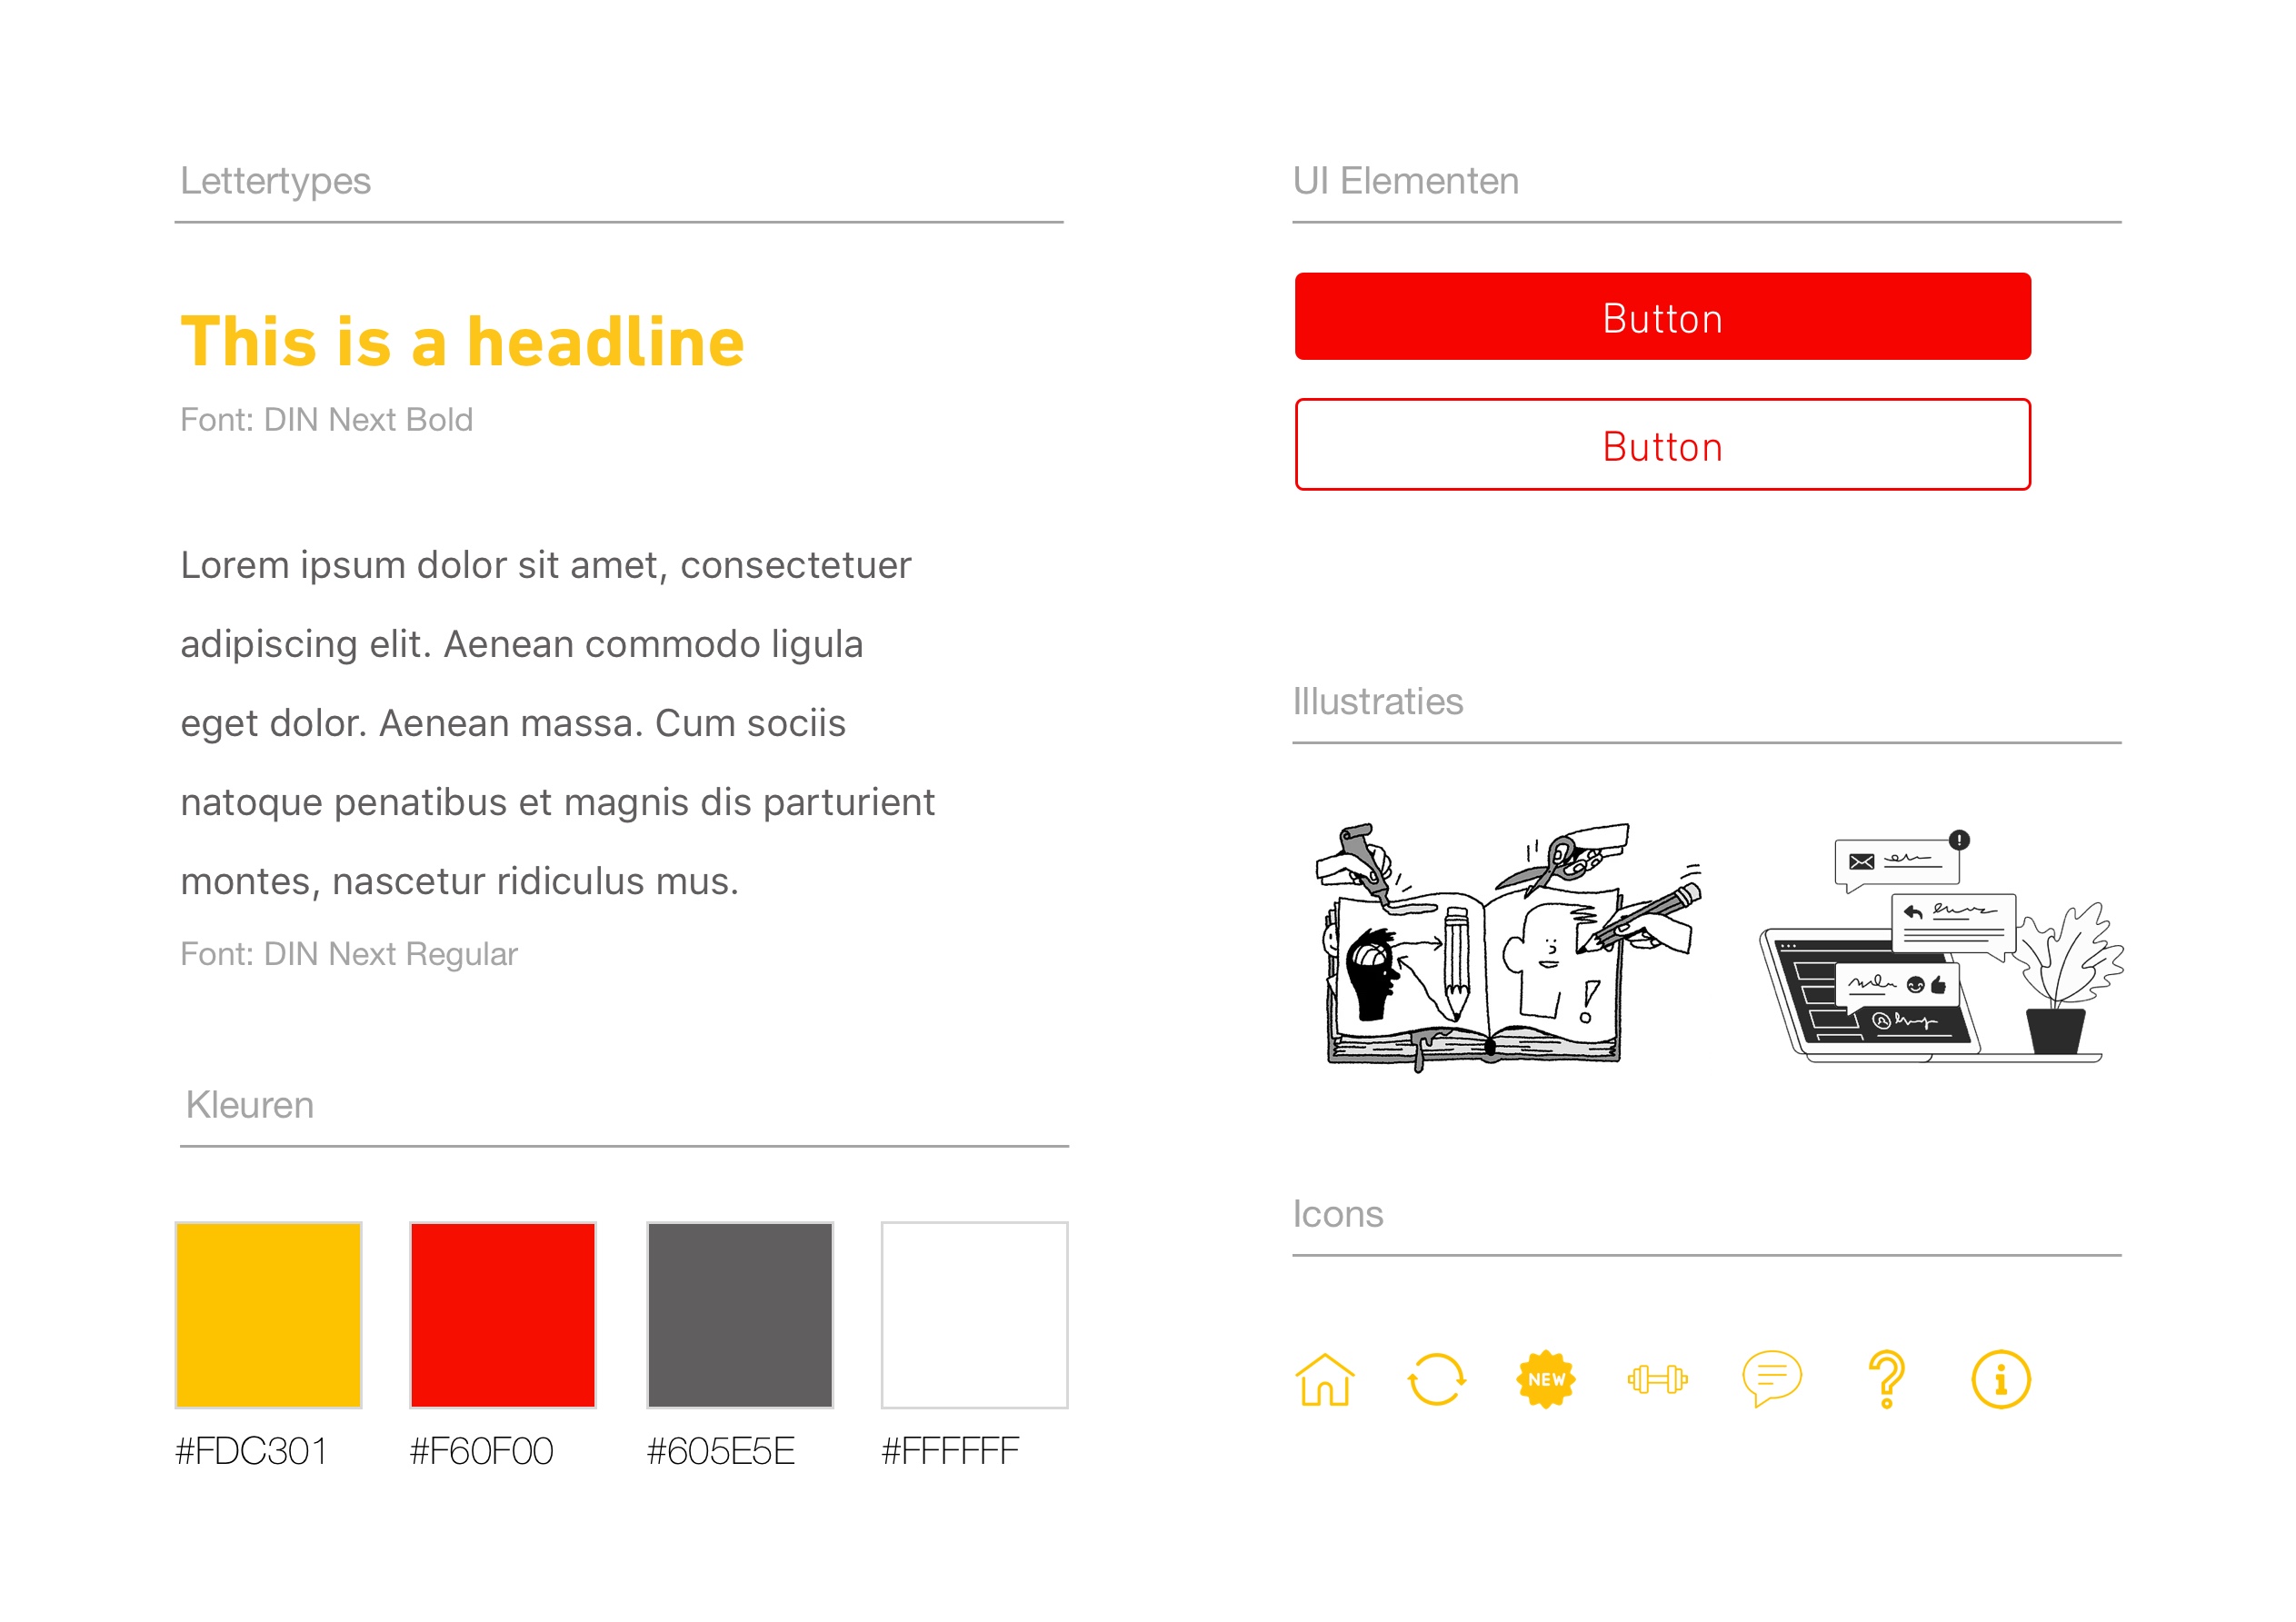 Lettertypes
This is a headline
Font: DIN Next Bold
Lorem ipsum dolor sit amet, consectetuer
adipiscing elit. Aenean commodo ligula
eget dolor. Aenean massa. Cum sociis
natoque penatibus et magnis dis parturient
montes, nascetur ridiculus mus.
Font: DIN Next Regular
Kleuren
#FDC301 #F60F00 #605E5E #FFFFFF
UI Elementen
Button
Button
Illustraties
Icons
NEW